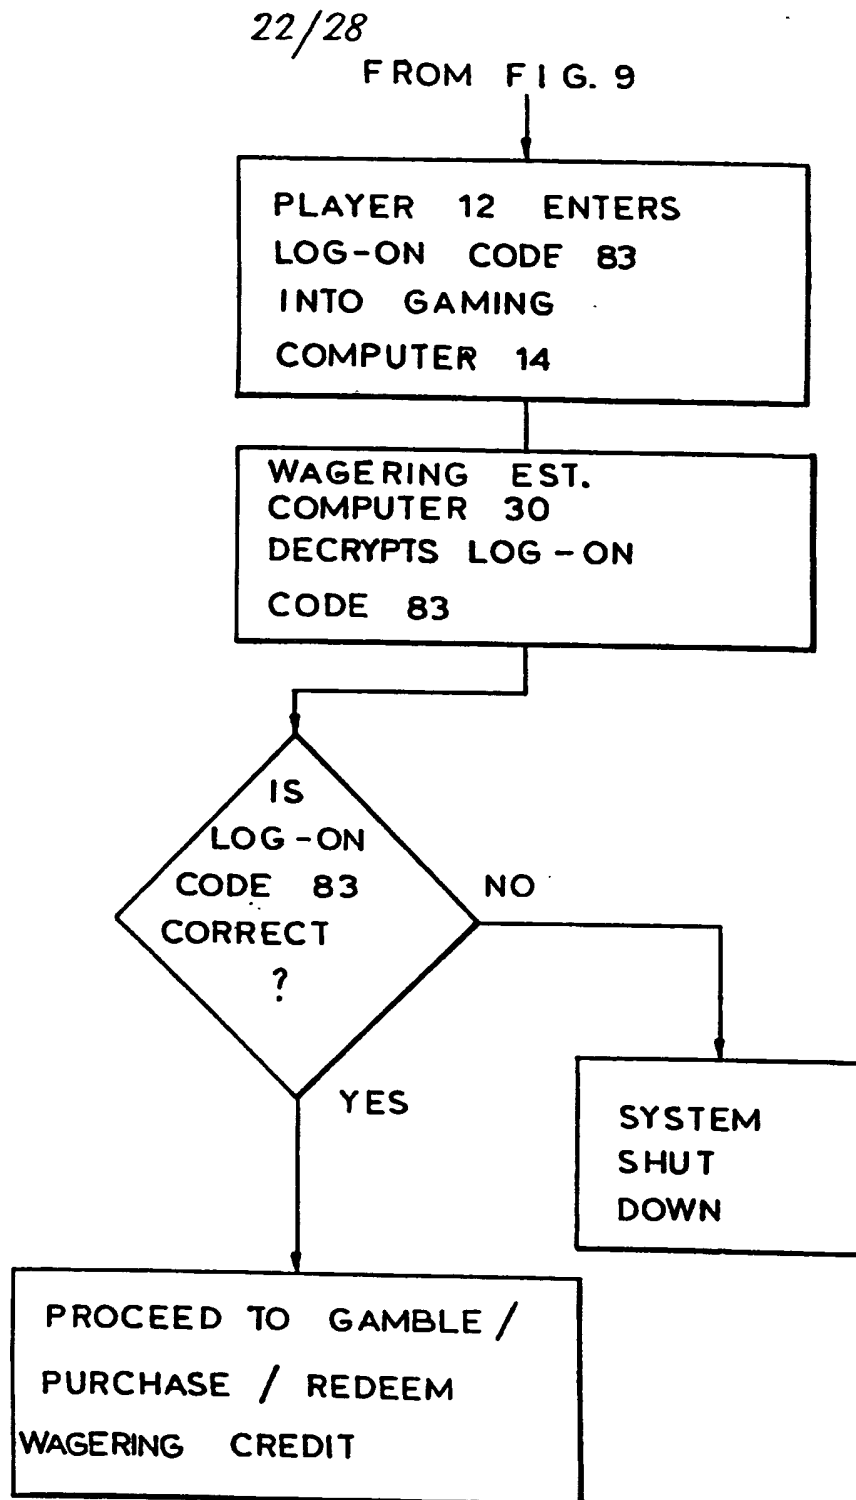 22/28
FROM FIG. 9
PLAYER 12 ENTERS
LOG-ON CODE 83
INTO GAMING
COMPUTER 14
WAGERING EST.
COMPUTER 30
DECRYPTS LOG-ON
CODE 83
IS
LOG-ON
CODE 83
CORRECT
?
NO
YES
SYSTEM
SHUT
DOWN
PROCEED TO GAMBLE /
PURCHASE / REDEEM
WAGERING CREDIT